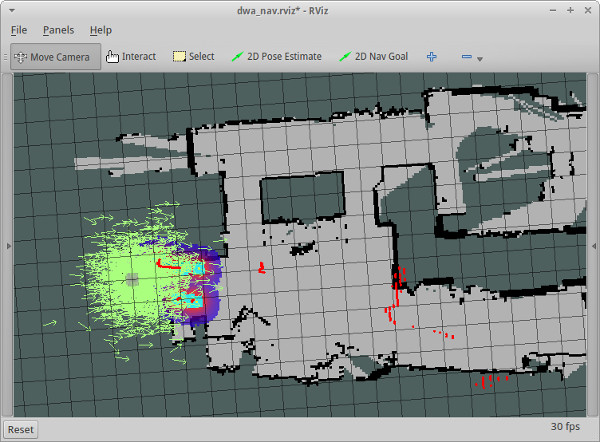 dwa_nav.rviz* - RViz
File Panels Help
Move Camera Interact Select 2D Pose Estimate 2D Nav Goal
Reset 30 fps